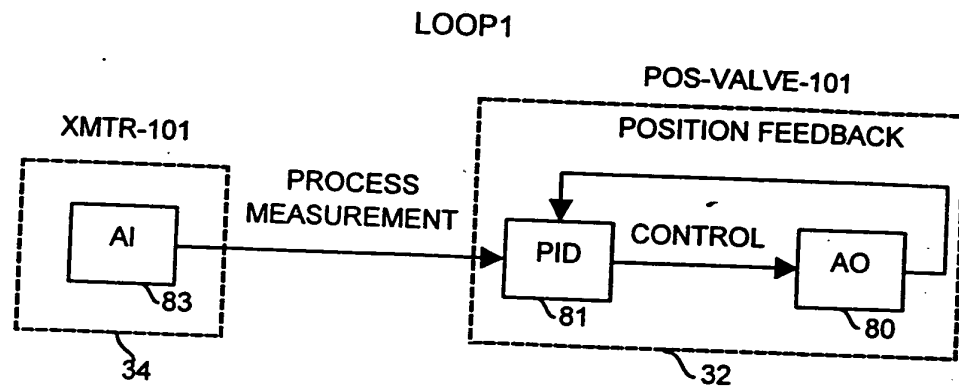 LOOP1
POS-VALVE-101
XMTR-101
POSITION FEEDBACK
PROCESS
MEASUREMENT
AI
PID
CONTROL
AO
83
81
80
34
32